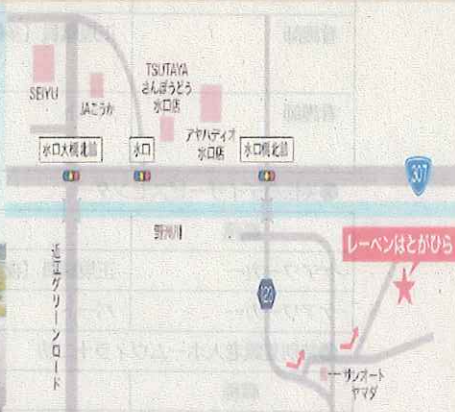 SEIYU
JAこうか
TSUTAYA
さんぽうどう
水口店
アヤハディオ
水口店
水口大橋北詰
水口
水口橋北詰
307
野洲川
レーベンはとがひら
近江グリーンロード
122
サンオート
ヤマダ